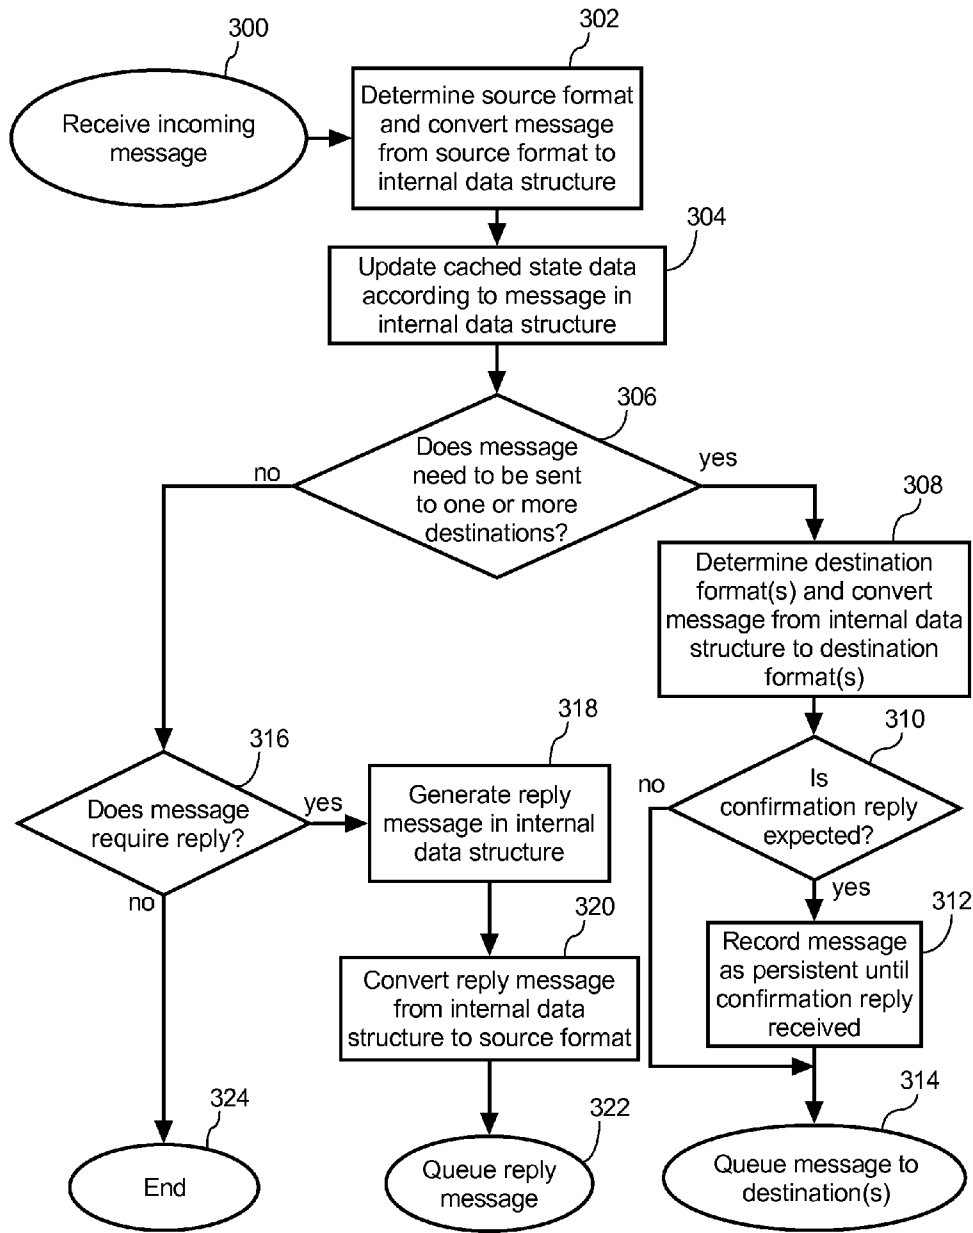 300
Receive incoming
message
302
Determine source format
and convert message
from source format to
internal data structure
304
Update cached state data
according to message in
internal data structure
306
Does message
need to be sent
to one or more
destinations?
no
yes
308
Determine destination
format(s) and convert
message from internal data
structure to destination
format(s)
310
Is
confirmation reply
expected?
no
yes
312
Record message
as persistent until
confirmation reply
received
314
Queue message to
destination(s)
316
Does message
require reply?
yes
no
318
Generate reply
message in internal
data structure
320
Convert reply message
from internal data
structure to source format
322
Queue reply
message
324
End